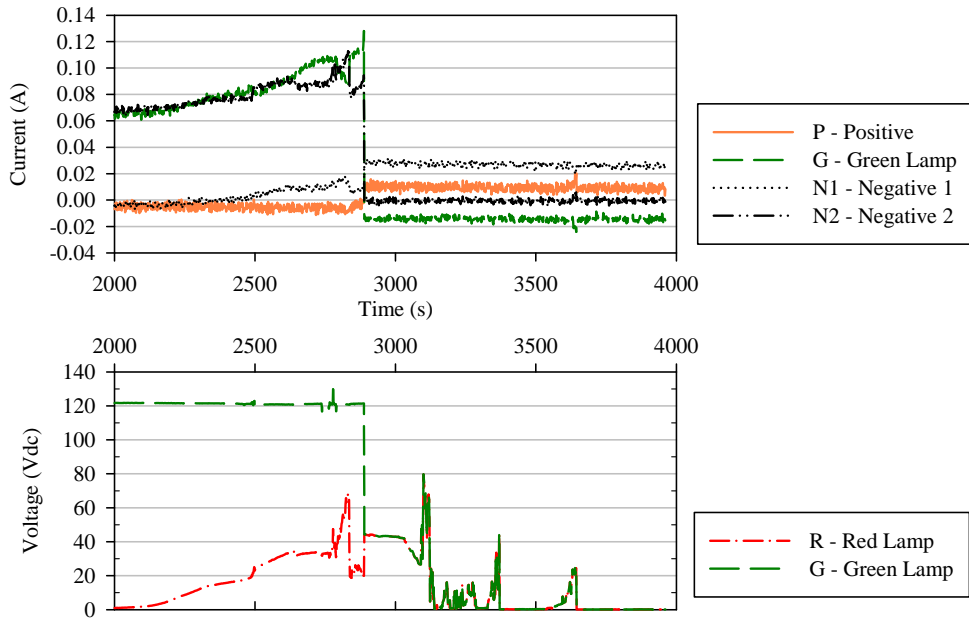 0.14
0.12
0.10
0.08
0.06
0.04
0.02
0.00
-0.02
-0.04
Current (A)
2000 2500 3000 3500 4000
Time (s)
P - Positive
G - Green Lamp
N1 - Negative 1
N2 - Negative 2
2000 2500 3000 3500 4000
140
120
100
80
60
40
20
0
Voltage (Vdc)
R - Red Lamp
G - Green Lamp